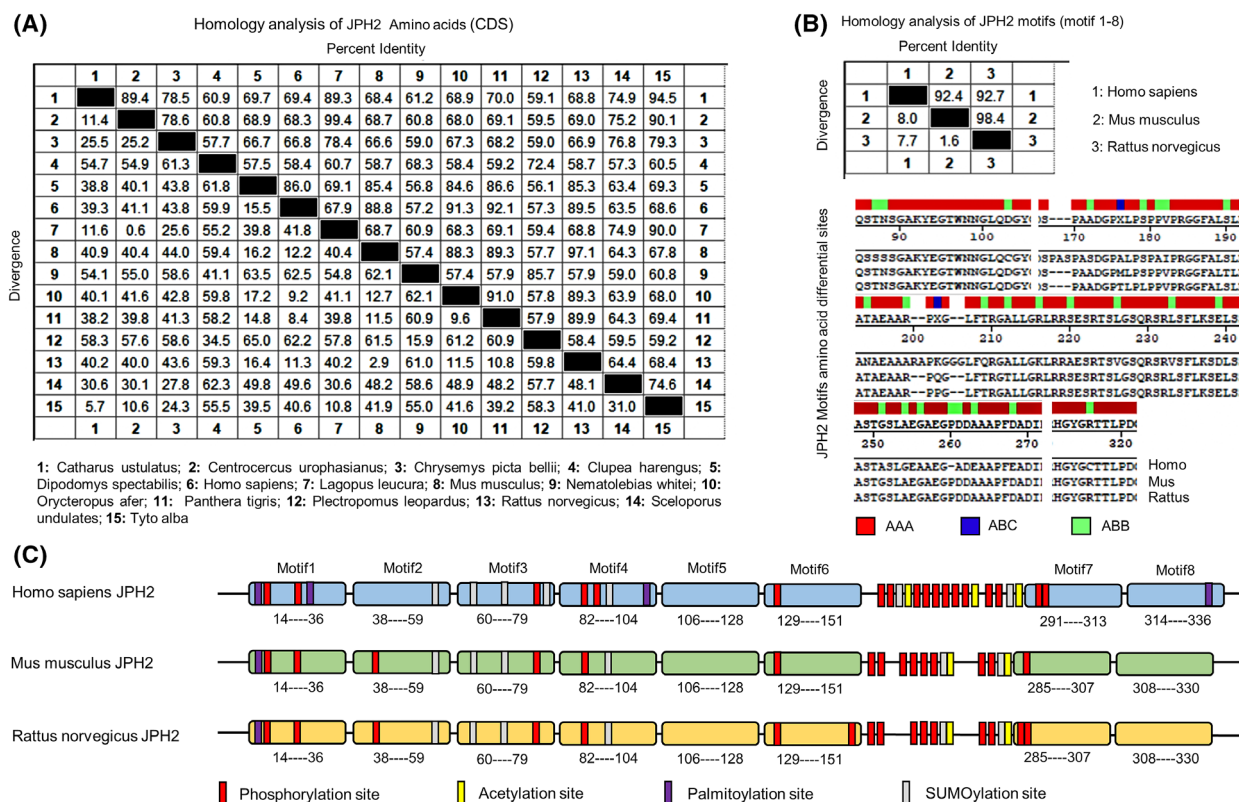 (A)
Homology analysis of JPH2 Amino acids (CDS)
Percent Identity
Divergence
1 2 3 4 5 6 7 8 9 10 11 12 13 14 15
1 89.4 78.5 60.9 69.7 69.4 89.3 68.4 61.2 68.9 70.0 59.1 68.8 74.9 94.5 1
2 11.4 78.6 60.8 68.9 68.3 99.4 68.7 60.8 68.0 69.1 59.5 69.0 75.2 90.1 2
3 25.5 25.2 57.7 66.7 66.8 78.4 66.6 59.0 67.3 68.2 59.0 66.9 76.8 79.3 3
4 54.7 54.9 61.3 57.5 58.4 60.7 58.7 68.3 58.4 59.2 72.4 58.7 57.3 60.5 4
5 38.8 40.1 43.8 61.8 86.0 69.1 85.4 56.8 84.6 86.6 56.1 85.3 63.4 69.3 5
6 39.3 41.1 43.8 59.9 15.5 67.9 88.8 57.2 91.3 92.1 57.3 89.5 63.5 68.6 6
7 11.6 0.6 25.6 55.2 39.8 41.8 68.7 60.9 68.3 69.1 59.4 68.8 74.9 90.0 7
8 40.9 40.4 44.0 59.4 16.2 12.2 40.4 57.4 88.3 89.3 57.7 97.1 64.3 67.8 8
9 54.1 55.0 58.6 41.1 63.5 62.5 54.8 62.1 57.4 57.9 85.7 57.9 59.0 60.8 9
10 40.1 41.6 42.8 59.8 17.2 9.2 41.1 12.7 62.1 91.0 57.8 89.3 63.9 68.0 10
11 38.2 39.8 41.3 58.2 14.8 8.4 39.8 11.5 60.9 9.6 57.9 89.9 64.3 69.4 11
12 58.3 57.6 58.6 34.5 65.0 62.2 57.8 61.5 15.9 61.2 60.9 58.4 59.5 59.2 12
13 40.2 40.0 43.6 59.3 16.4 11.3 40.2 2.9 61.0 11.5 10.8 59.8 64.4 68.4 13
14 30.6 30.1 27.8 62.3 49.8 49.6 30.6 48.2 58.6 48.9 48.2 57.7 48.1 74.6 14
15 5.7 10.6 24.3 55.5 39.5 40.6 10.8 41.9 55.0 41.6 39.2 58.3 41.0 31.0 15
1 2 3 4 5 6 7 8 9 10 11 12 13 14 15
1: Catharus ustulatus; 2: Centrocercus urophasianus; 3: Chrysemys picta bellii; 4: Clupea harengus; 5:
Dipodomys spectabilis; 6: Homo sapiens; 7: Lagopus leucura; 8: Mus musculus; 9: Nematolebias whitei; 10:
Orycteropus afer; 11: Panthera tigris; 12: Plectropomus leopardus; 13: Rattus norvegicus; 14: Sceloporus
undulates; 15: Tyto alba
(B)
Homology analysis of JPH2 motifs (motif 1-8)
Percent Identity
Divergence
1 2 3
1 92.4 92.7 1
2 8.0 98.4 2
3 7.7 1.6 3
1 2 3
1: Homo sapiens
2: Mus musculus
3: Rattus norvegicus
JPH2 Motifs amino acid differential sites
QSTNSGAKYEGTWNNGLQDGYG DS---PAADGPXLPSPPVPRGGFALSL
90 100 170 180 190
QSSSSGAKYEGTWNNGLQDGYG DSPASPASDGPMLPSPAIPRGGFALSL
QSTNSGAKYEGTWNNGLQCGYG DS---PAADGPMLPSPPVPRGGFALTL
QSTNSGAKYEGTWNNGLQCGYG DS---PAADGPTLPLPPVPRGGFALSL
ATAEAAR--PXG--LFTRGALLGRLRRSESRTSLGSQRSRLSFLKSELS
200 210 220 230 240
ANAEAAARAPKGGGLFQRGALLGRLRRAESRTSVGSQRSRVSFLKSDLS
ATAEAAR--PQG--LFTRGTLLGRLRRSESRTSLGSQRSRLSFLKSELS
ATAEAAR--PPG--LFTRGALLGRLRRSESRTSLGSQRSRLSFLKSELS
ASTGSLAEGAEGPDDAAAPFDADI HGYGRTTLPD
250 260 270 320
ASTASLGEAAEG-ADEAAPFEADI HGYGCTTLPD Homo
ASTGSLAEGAEGPDDAAAPFDADI HGYGRTTLPD Mus
ASTGSLAEGAEGPDDAAAPFDADI HGYGRTTLPD Rattus
AAA ABC ABB
(C)
Motif1 Motif2 Motif3 Motif4 Motif5 Motif6 Motif7 Motif8
Homo sapiens JPH2
14----36 38----59 60----79 82----104 106----128 129----151 291----313 314----336
Mus musculus JPH2
14----36 38----59 60----79 82----104 106----128 129----151 285----307 308----330
Rattus norvegicus JPH2
14----36 38----59 60----79 82----104 106----128 129----151 285----307 308----330
Phosphorylation site Acetylation site Palmitoylation site SUMOylation site